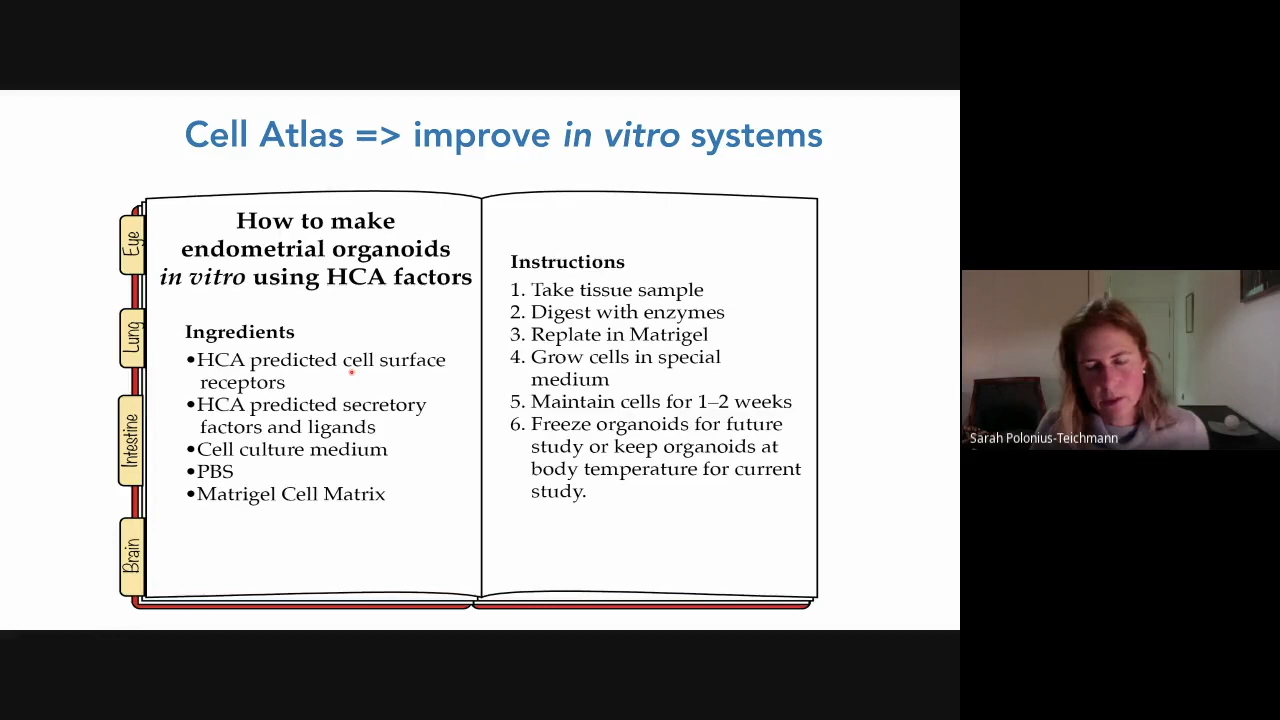 Cell Atlas => improve in vitro systems
How to make
endometrial organoids
in vitro using HCA factors
Ingredients
•HCA predicted cell surface
receptors
•HCA predicted secretory
factors and ligands
•Cell culture medium
•PBS
•Matrigel Cell Matrix
Instructions
1. Take tissue sample
2. Digest with enzymes
3. Replate in Matrigel
4. Grow cells in special
medium
5. Maintain cells for 1–2 weeks
6. Freeze organoids for future
study or keep organoids at
body temperature for current
study.
Eye
Lung
Intestine
Brain
Sarah Polonius-Teichmann